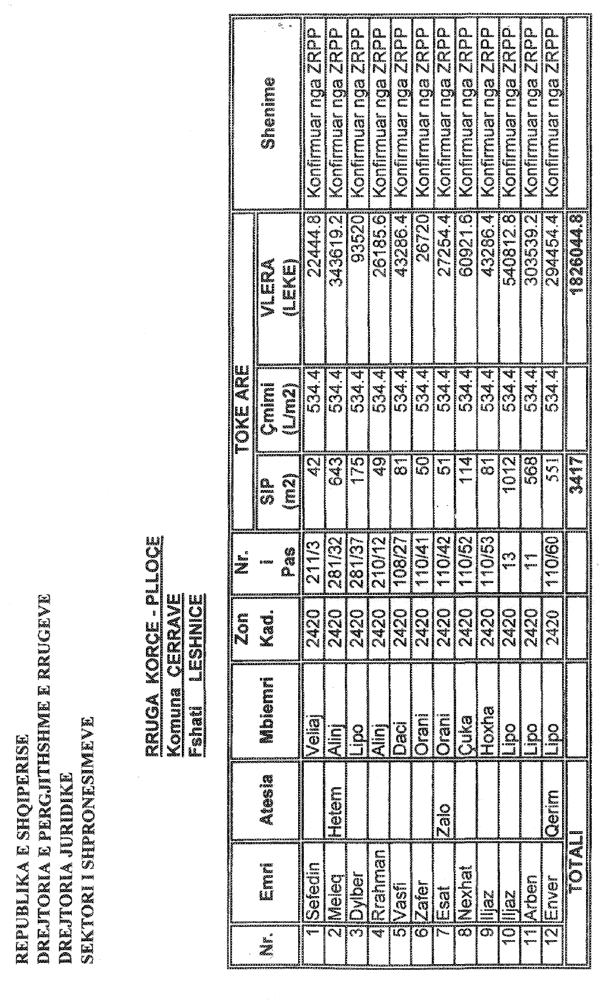 REPUBLIKA E SHQIPERISE
DREJTORIA E PERGJITHSHME E RRUGEVE
DREJTORIA JURIDIKE
SEKTORI I SHPRONESIMEVE
RRUGA KORÇE - PLLOCE
Komuna ÇERRAVE
Fshati LESHNICE
Nr. Emri Atesia Mbiemri Zon Kad. Nr. i Pas TOKE ARE Shenime
SIP (m2) Çmimi (L/m2) VLERA (LEKE)
1 Sefedin Veliaj 2420 211/3 42 534.4 22444.8 Konfirmuar nga ZRPP
2 Meleq Hetem Alinj 2420 281/32 643 534.4 343619.2 Konfirmuar nga ZRPP
3 Dylber Lipo 2420 281/37 175 534.4 93520 Konfirmuar nga ZRPP
4 Rrahman Alinj 2420 210/12 49 534.4 26185.6 Konfirmuar nga ZRPP
5 Vasfi Daci 2420 108/27 81 534.4 43286.4 Konfirmuar nga ZRPP
6 Zafer Orani 2420 110/41 50 534.4 26720 Konfirmuar nga ZRPP
7 Esat Zalo Orani 2420 110/42 51 534.4 27254.4 Konfirmuar nga ZRPP
8 Nexhat Çuka 2420 110/52 114 534.4 60921.6 Konfirmuar nga ZRPP
9 Iljaz Hoxha 2420 110/53 81 534.4 43286.4 Konfirmuar nga ZRPP
10 Iljaz Lipo 2420 13 1012 534.4 540812.8 Konfirmuar nga ZRPP
11 Arben Lipo 2420 11 568 534.4 303539.2 Konfirmuar nga ZRPP
12 Enver Qerim Lipo 2420 110/60 551 534.4 294454.4 Konfirmuar nga ZRPP
TOTALI 3417 1826044.8